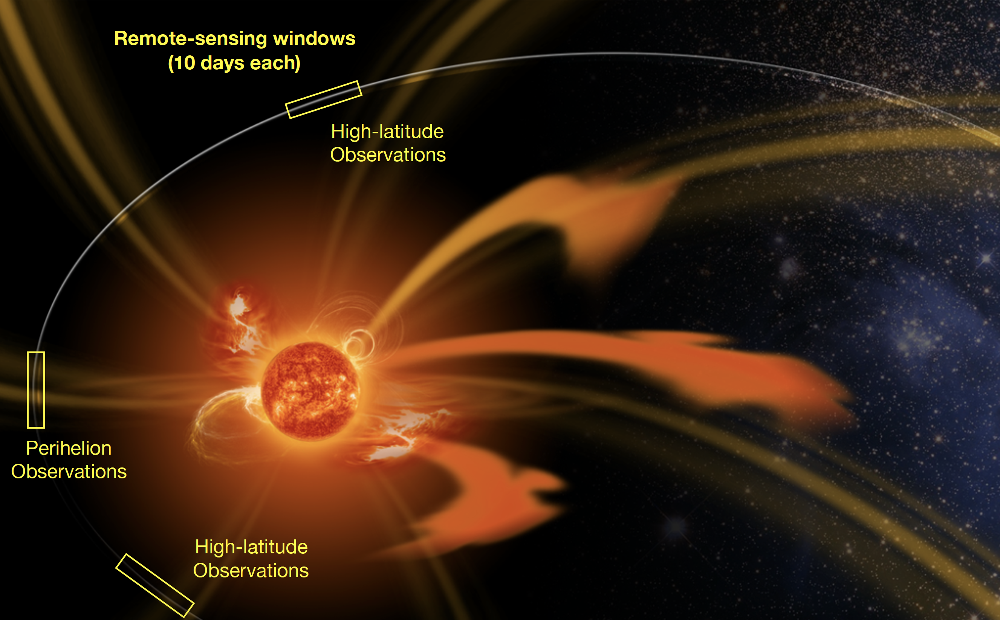 Remote-sensing windows
(10 days each)
High-latitude
Observations
Perihelion
Observations
High-latitude
Observations